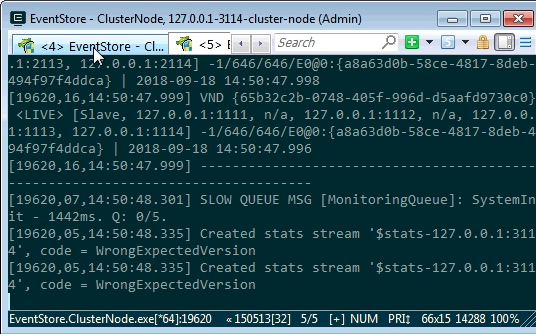 EventStore - ClusterNode, 127.0.0.1-3114-cluster-node (Admin)
<4> EventStore - Cl...
<5> E
Search
.1:2113, 127.0.0.1:2114] -1/646/646/E0@0:{a8a63d0b-58ce-4817-8deb-
494f97f4ddca} | 2018-09-18 14:50:47.998
[19620,16,14:50:47.999] VND {65b32c2b-0748-405f-996d-d5aafd9730c0}
<LIVE> [Slave, 127.0.0.1:1111, n/a, 127.0.0.1:1112, n/a, 127.0.0.
1:1113, 127.0.0.1:1114] -1/646/646/E0@0:{a8a63d0b-58ce-4817-8deb-4
94f97f4ddca} | 2018-09-18 14:50:47.996
[19620,16,14:50:47.999] ------------------------------------------
--------------------------------------
[19620,07,14:50:48.301] SLOW QUEUE MSG [MonitoringQueue]: SystemIn
it - 1442ms. Q: 0/5.
[19620,05,14:50:48.335] Created stats stream '$stats-127.0.0.1:311
4', code = WrongExpectedVersion
[19620,05,14:50:48.335] Created stats stream '$stats-127.0.0.1:311
4', code = WrongExpectedVersion
EventStore.ClusterNode.exe[*64]:19620 «150513[32] 5/5 [+] NUM PRI↕ 66x15 14288 100%